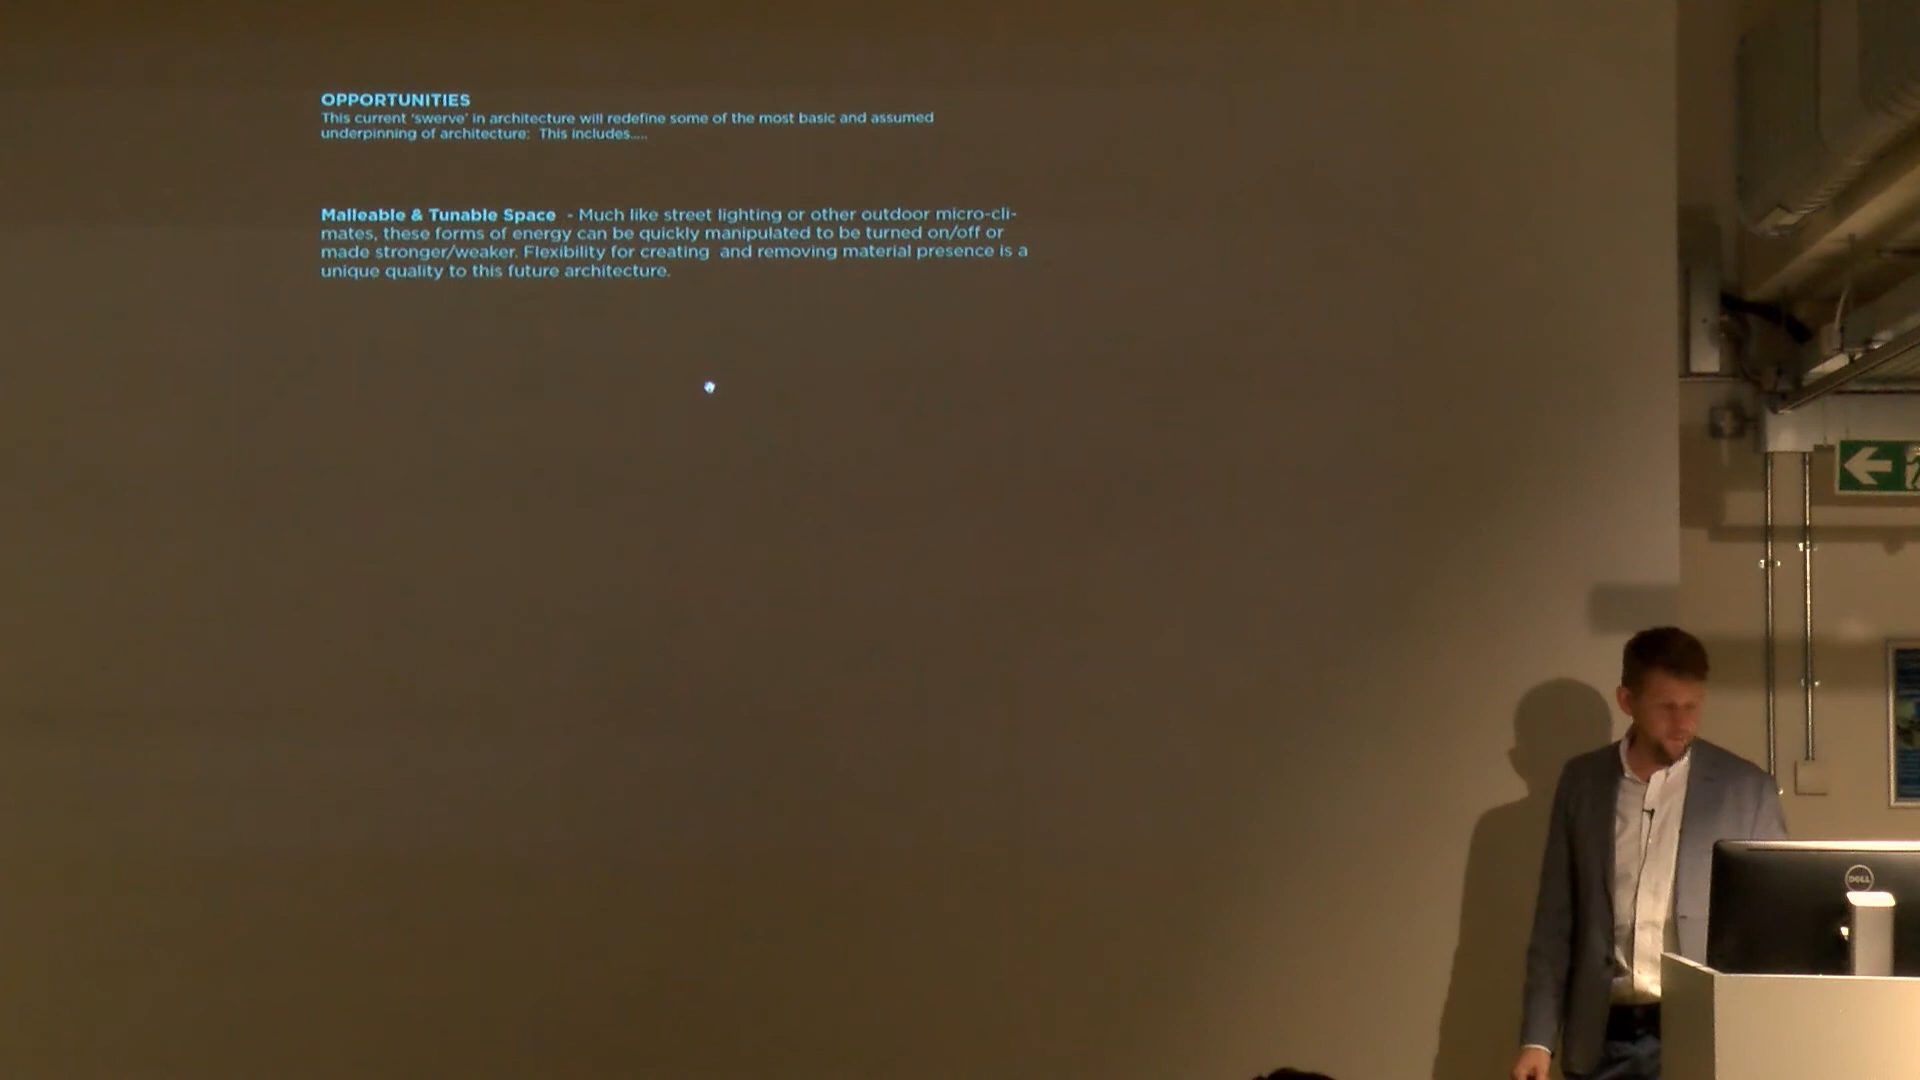 OPPORTUNITIES
This current 'swerve' in architecture will redefine some of the most basic and assumed
underpinning of architecture: This includes.....
Malleable & Tunable Space - Much like street lighting or other outdoor micro-cli-
mates, these forms of energy can be quickly manipulated to be turned on/off or
made stronger/weaker. Flexibility for creating and removing material presence is a
unique quality to this future architecture.
DELL